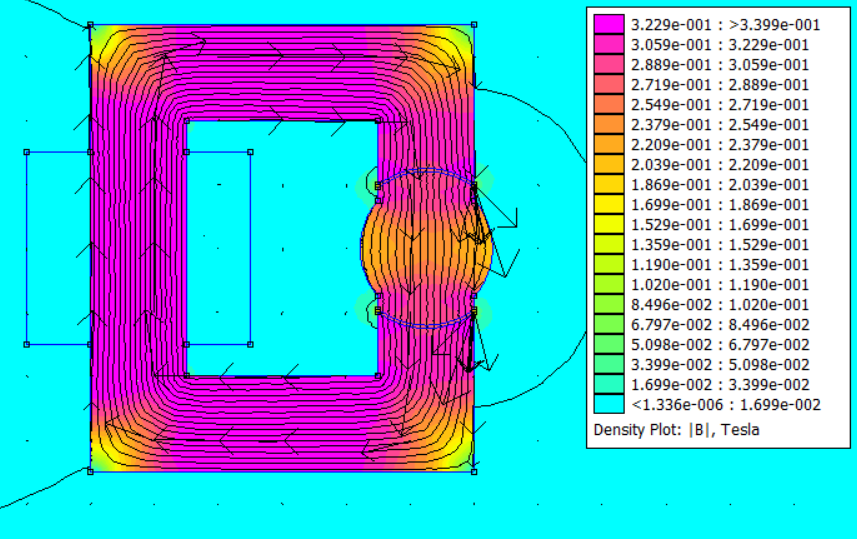 3.229e-001 : >3.399e-001
3.059e-001 : 3.229e-001
2.889e-001 : 3.059e-001
2.719e-001 : 2.889e-001
2.549e-001 : 2.719e-001
2.379e-001 : 2.549e-001
2.209e-001 : 2.379e-001
2.039e-001 : 2.209e-001
1.869e-001 : 2.039e-001
1.699e-001 : 1.869e-001
1.529e-001 : 1.699e-001
1.359e-001 : 1.529e-001
1.190e-001 : 1.359e-001
1.020e-001 : 1.190e-001
8.496e-002 : 1.020e-001
6.797e-002 : 8.496e-002
5.098e-002 : 6.797e-002
3.399e-002 : 5.098e-002
1.699e-002 : 3.399e-002
<1.336e-006 : 1.699e-002
Density Plot: |B|, Tesla